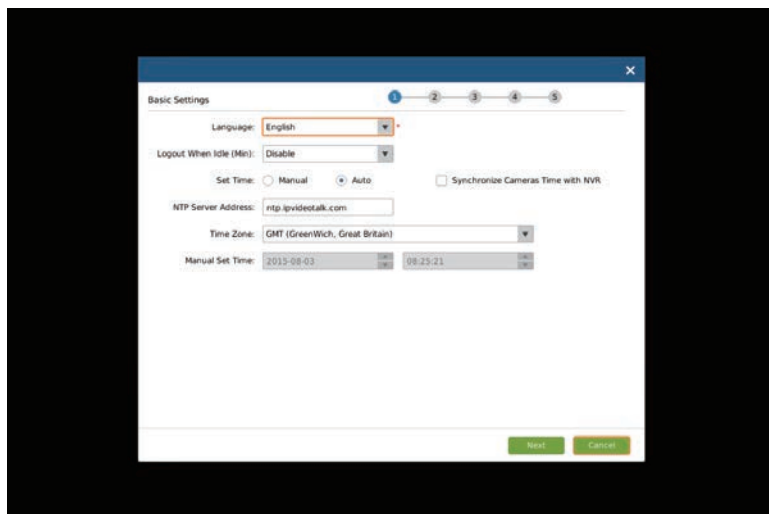 Basic Settings 1 2 3 4 5
Language: English *
Logout When Idle (Min): Disable
Set Time: Manual Auto Synchronize Cameras Time with NVR
NTP Server Address: ntp.ipvideotalk.com
Time Zone: GMT (GreenWich, Great Britain)
Manual Set Time: 2015-08-03 08:25:21
Next Cancel